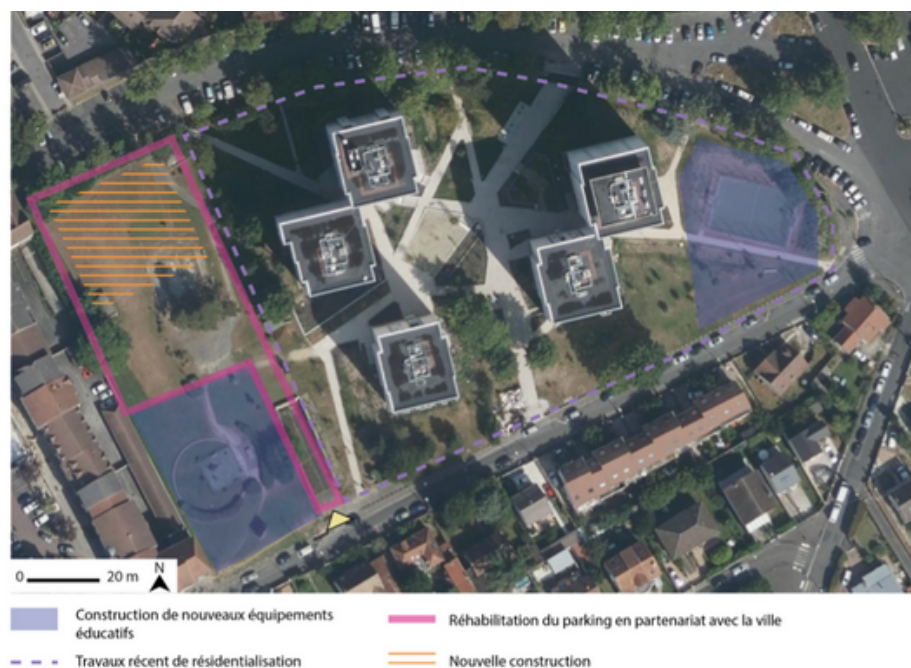 N
0 20 m
Construction de nouveaux équipements
éducatifs
Réhabilitation du parking en partenariat avec la ville
Travaux récent de résidentialisation
Nouvelle construction